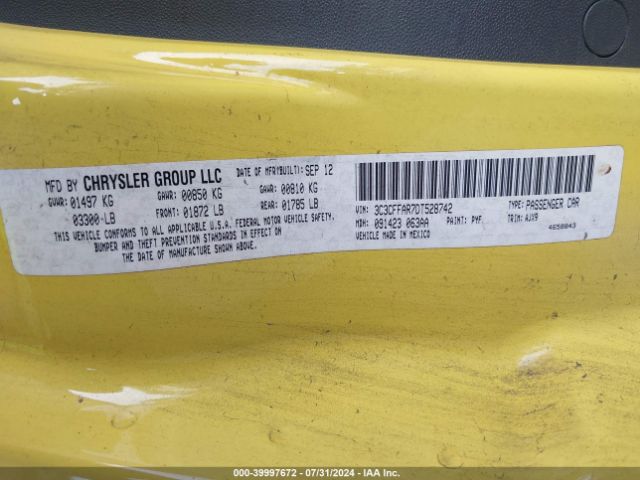 MFD BY CHRYSLER GROUP LLC DATE OF MFR(BUILT): SEP 12
GVWR: 01497 KG GAWR: 00850 KG GAWR: 00810 KG
03300-LB FRONT: 01872 LB REAR: 01785 LB
THIS VEHICLE CONFORMS TO ALL APPLICABLE U.S.A. FEDERAL MOTOR VEHICLE SAFETY,
BUMPER AND THEFT PREVENTION STANDARDS IN EFFECT ON
THE DATE OF MANUFACTURE SHOWN ABOVE.
VIN: 3C3CFFAR7DT528742 TYPE: PASSENGER CAR
MDH: 091423 063AA PAINT: PYF TRIM: AJX9
VEHICLE MADE IN MEXICO 4650043
000-39997672 - 07/31/2024 - IAA Inc.